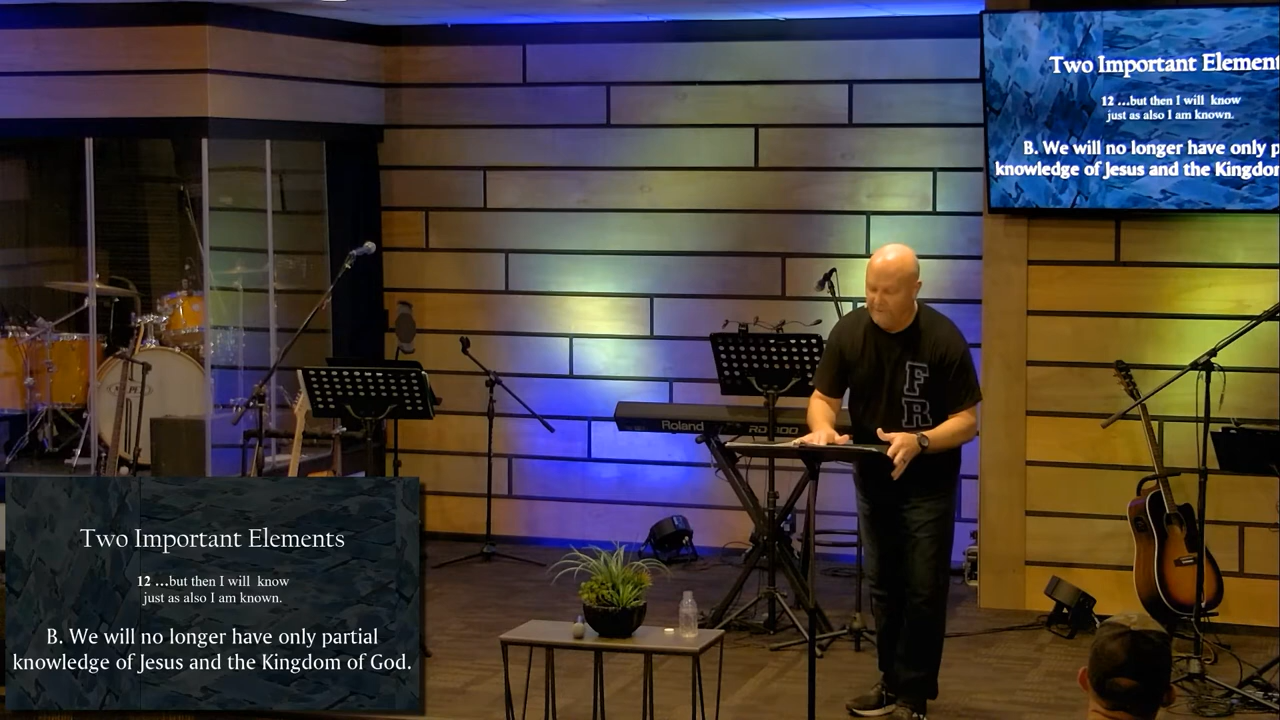 Two Important Element
12 ...but then I will know
just as also I am known.
B. We will no longer have only p
knowledge of Jesus and the Kingdo
F
R
Roland
RD
Two Important Elements
12 ...but then I will know
just as also I am known.
B. We will no longer have only partial
knowledge of Jesus and the Kingdom of God.